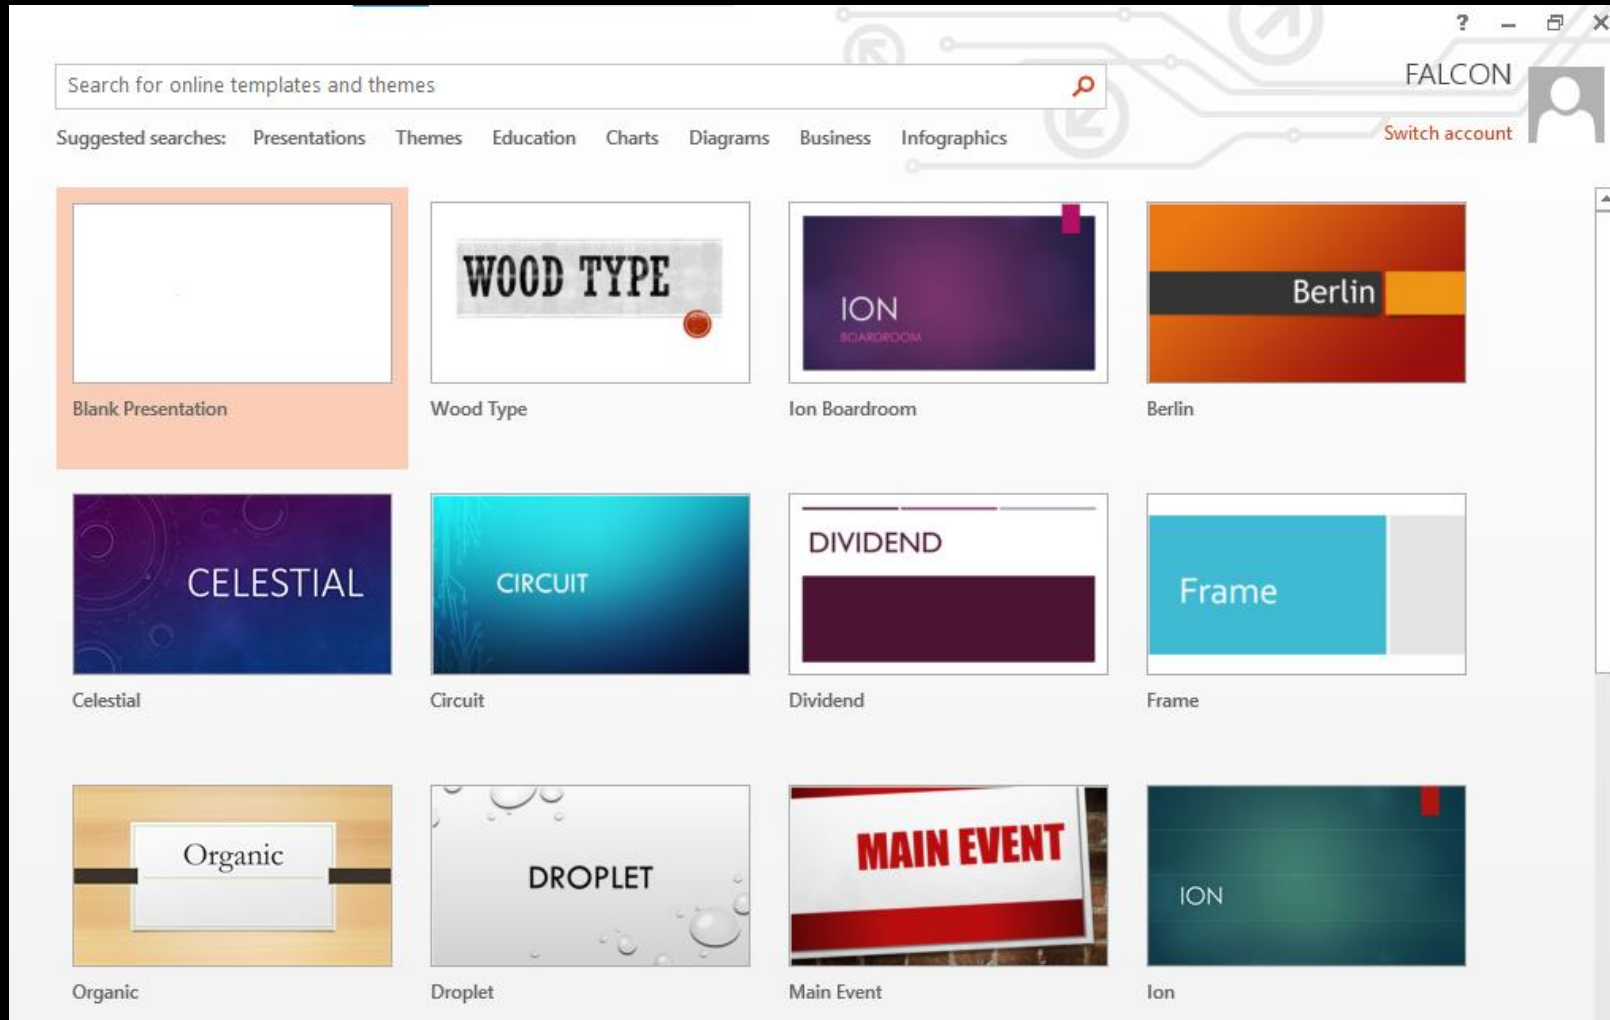 ?
Search for online templates and themes
FALCON
Switch account
Suggested searches: Presentations Themes Education Charts Diagrams Business Infographics
WOOD TYPE
ION
BOARDROOM
Berlin
Blank Presentation
Wood Type
Ion Boardroom
Berlin
CELESTIAL
CIRCUIT
DIVIDEND
Frame
Celestial
Circuit
Dividend
Frame
Organic
DROPLET
MAIN EVENT
ION
Organic
Droplet
Main Event
Ion